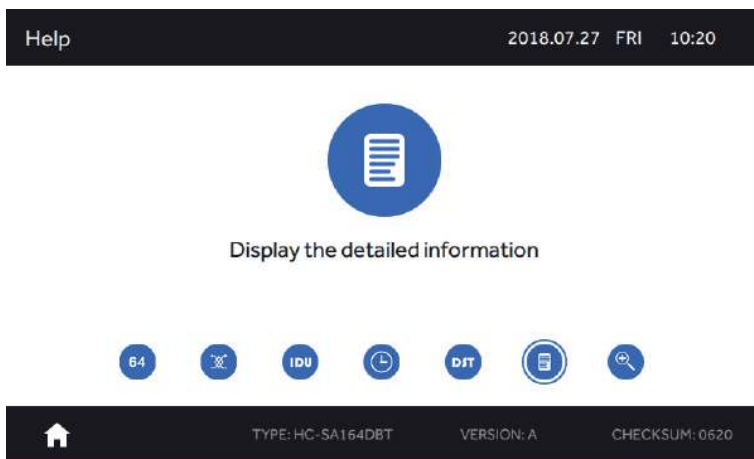 Help 2018.07.27 FRI 10:20
Display the detailed information
64 IDU DST
TYPE: HC-SA164DBT VERSION: A CHECKSUM: 0620